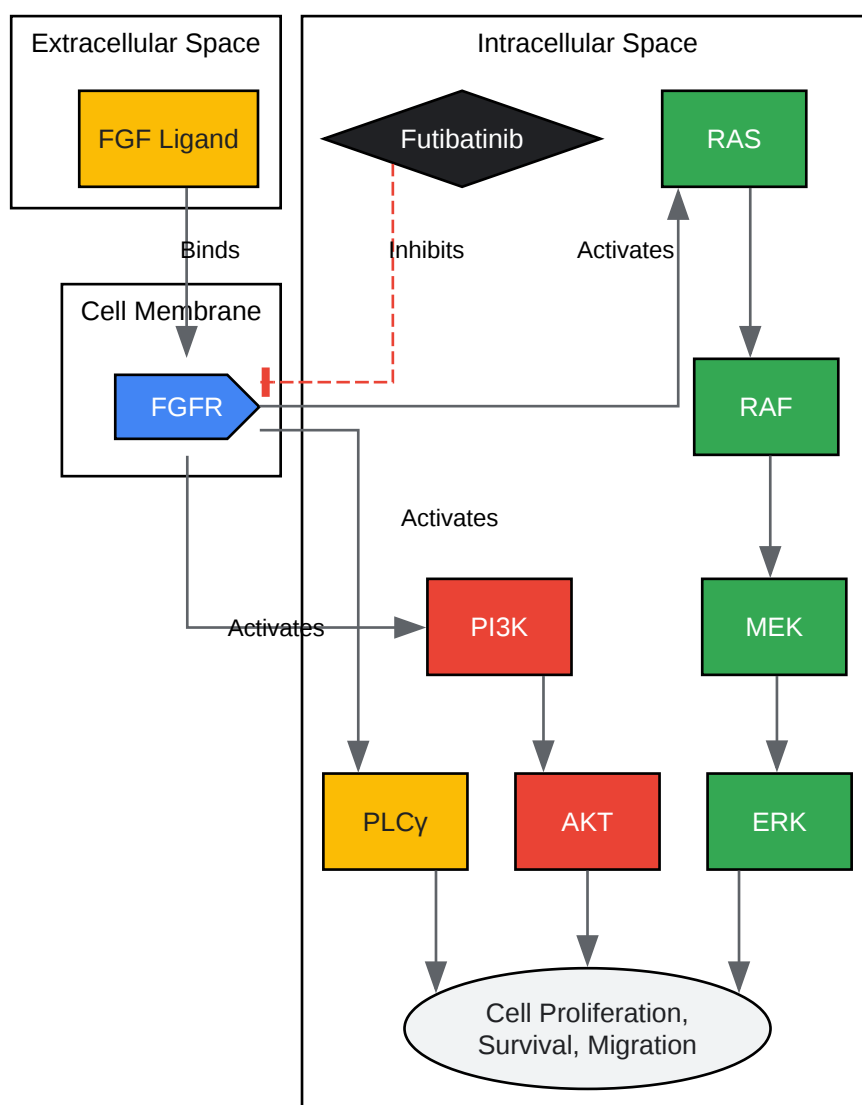 Extracellular Space
Intracellular Space
FGF Ligand
Futibatinib
RAS
Binds
Inhibits
Activates
Cell Membrane
FGFR
RAF
Activates
Activates
PI3K
MEK
PLCγ
AKT
ERK
Cell Proliferation,
Survival, Migration